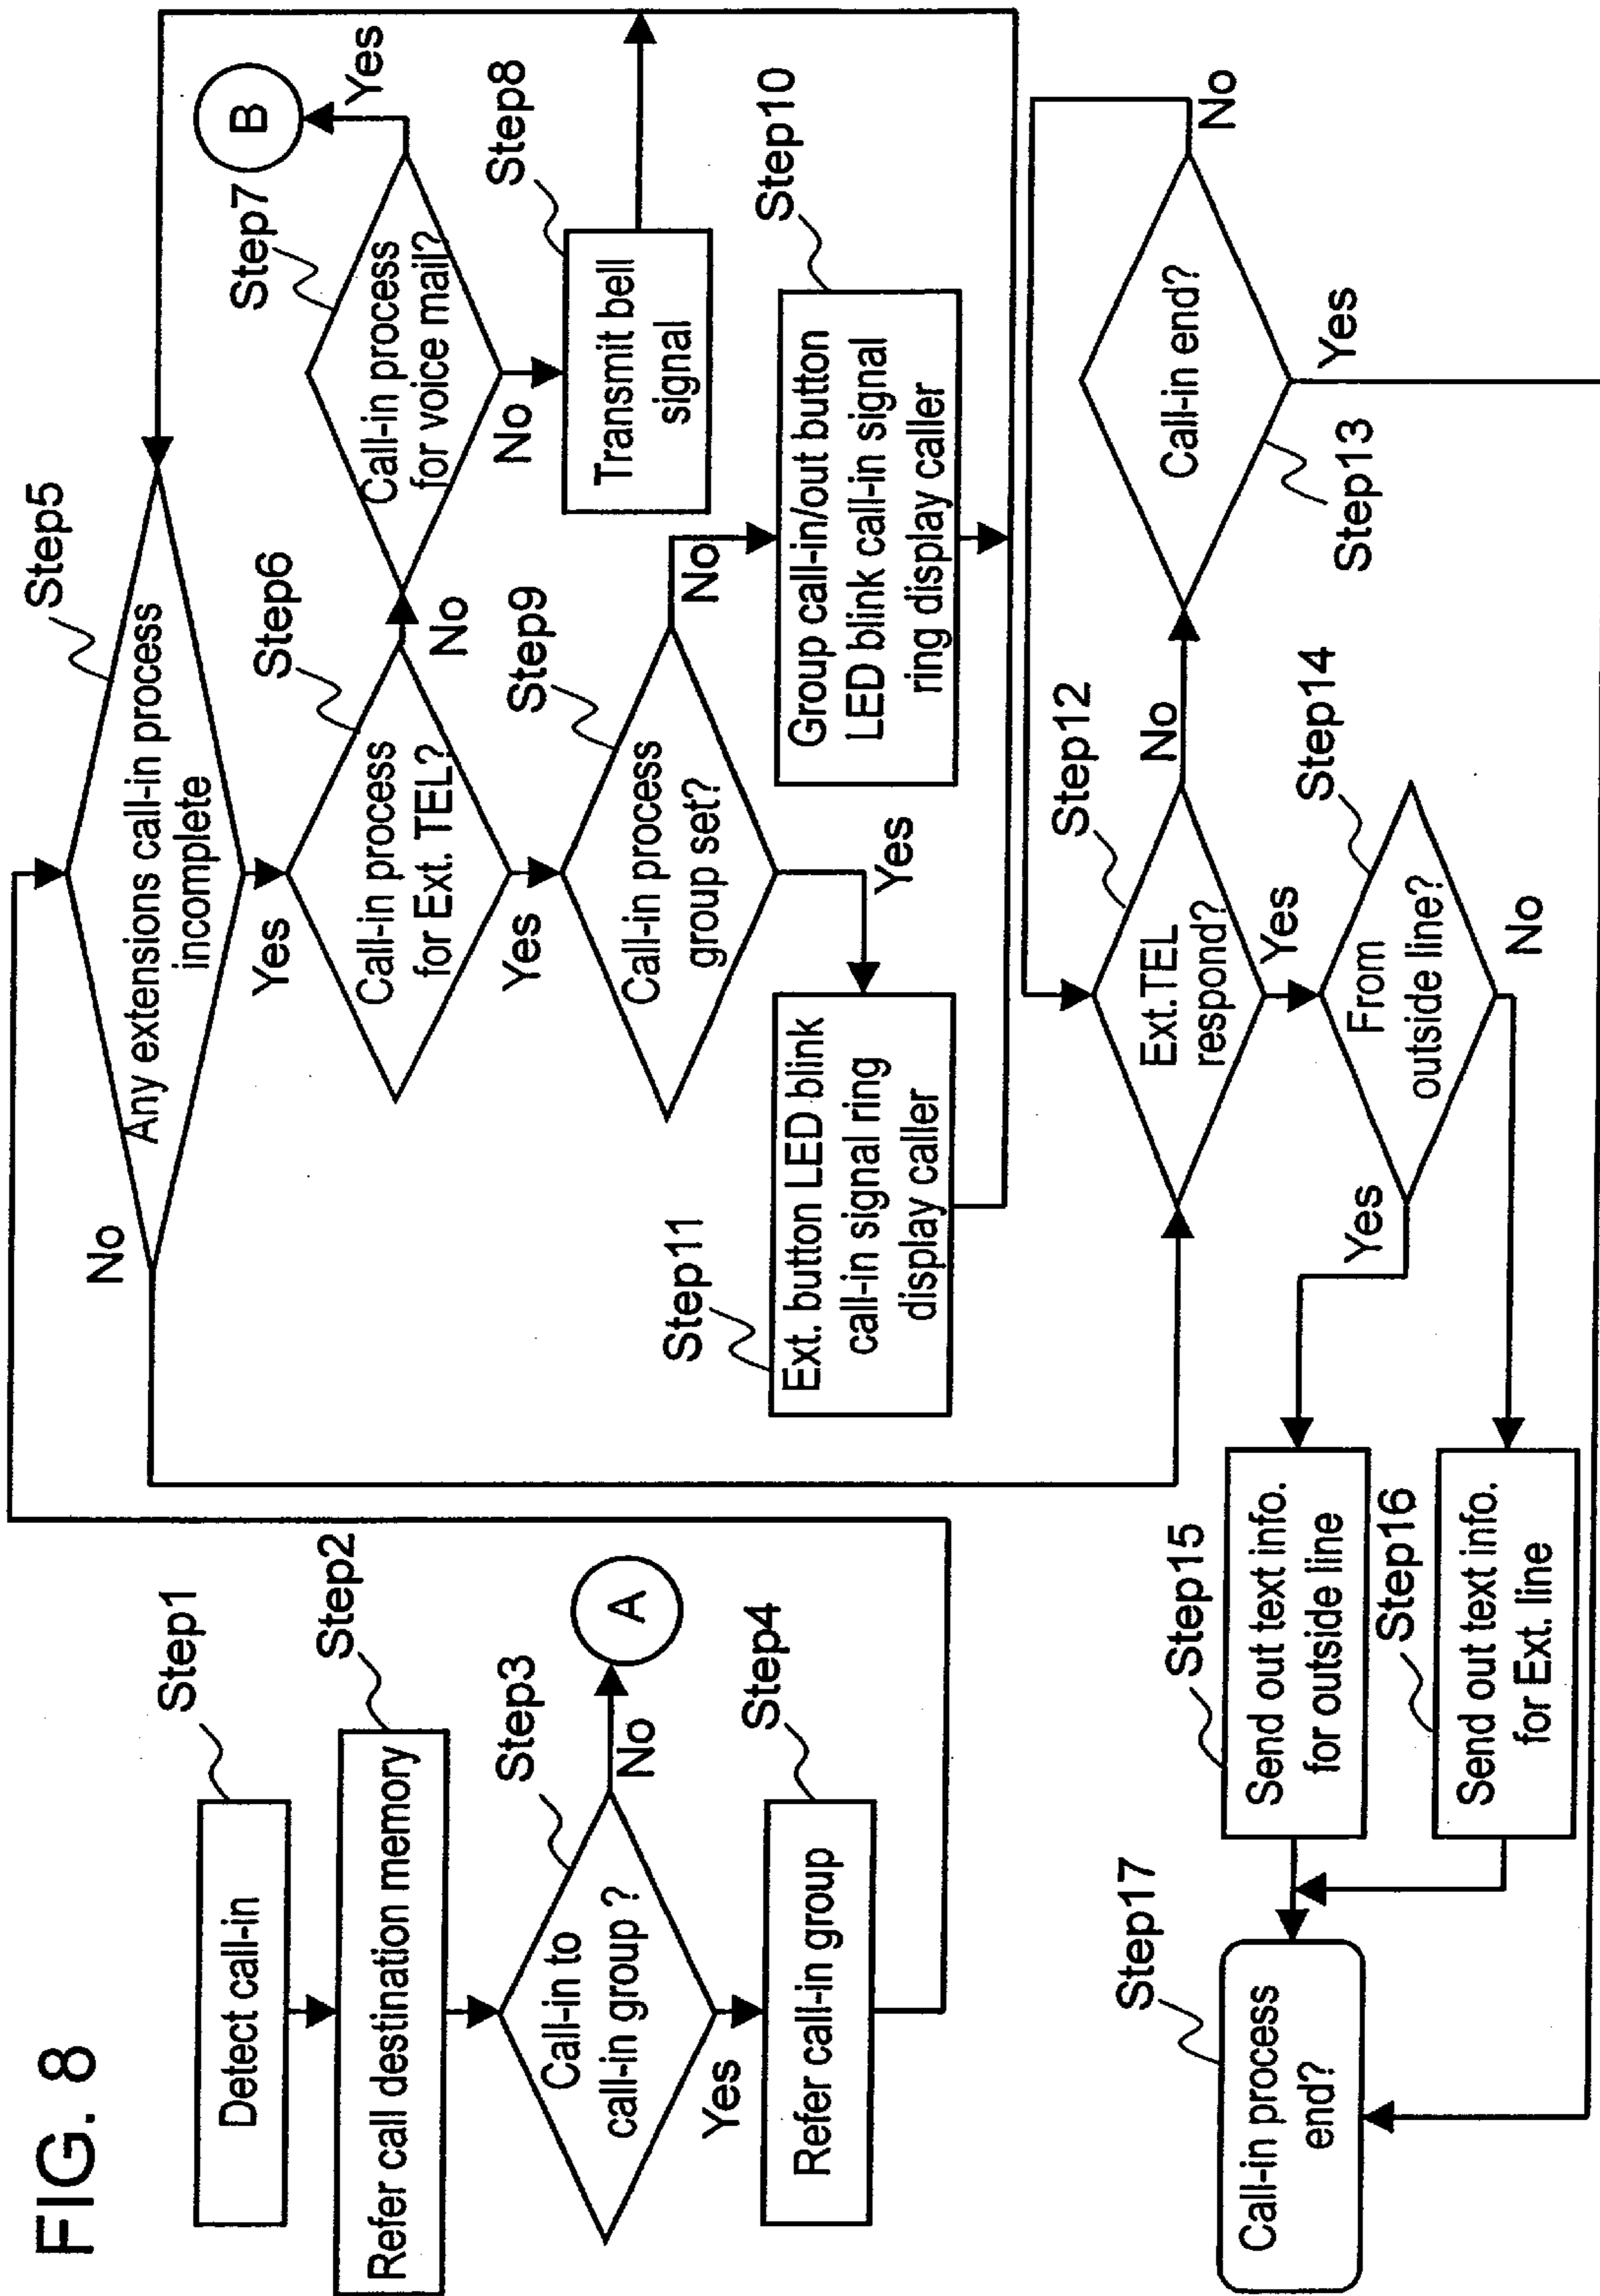 FIG. 8
Step1
Detect call-in
Step2
Refer call destination memory
Step3
Call-in to
call-in group ?
No
A
Yes
Step4
Refer call-in group
Step5
Any extensions call-in process
incomplete
No
Yes
Step6
Call-in process
for Ext. TEL?
No
Yes
Step7
Call-in process
for voice mail?
Yes
B
No
Step8
Transmit bell
signal
Step9
Call-in process
group set?
No
Yes
Step10
Group call-in/out button
LED blink call-in signal
ring display caller
Step11
Ext. button LED blink
call-in signal ring
display caller
Step12
Ext.TEL
respond?
No
Yes
Step13
Call-in end?
No
Yes
Step14
From
outside line?
Yes
No
Step15
Send out text info.
for outside line
Step16
Send out text info.
for Ext. line
Step17
Call-in process
end?